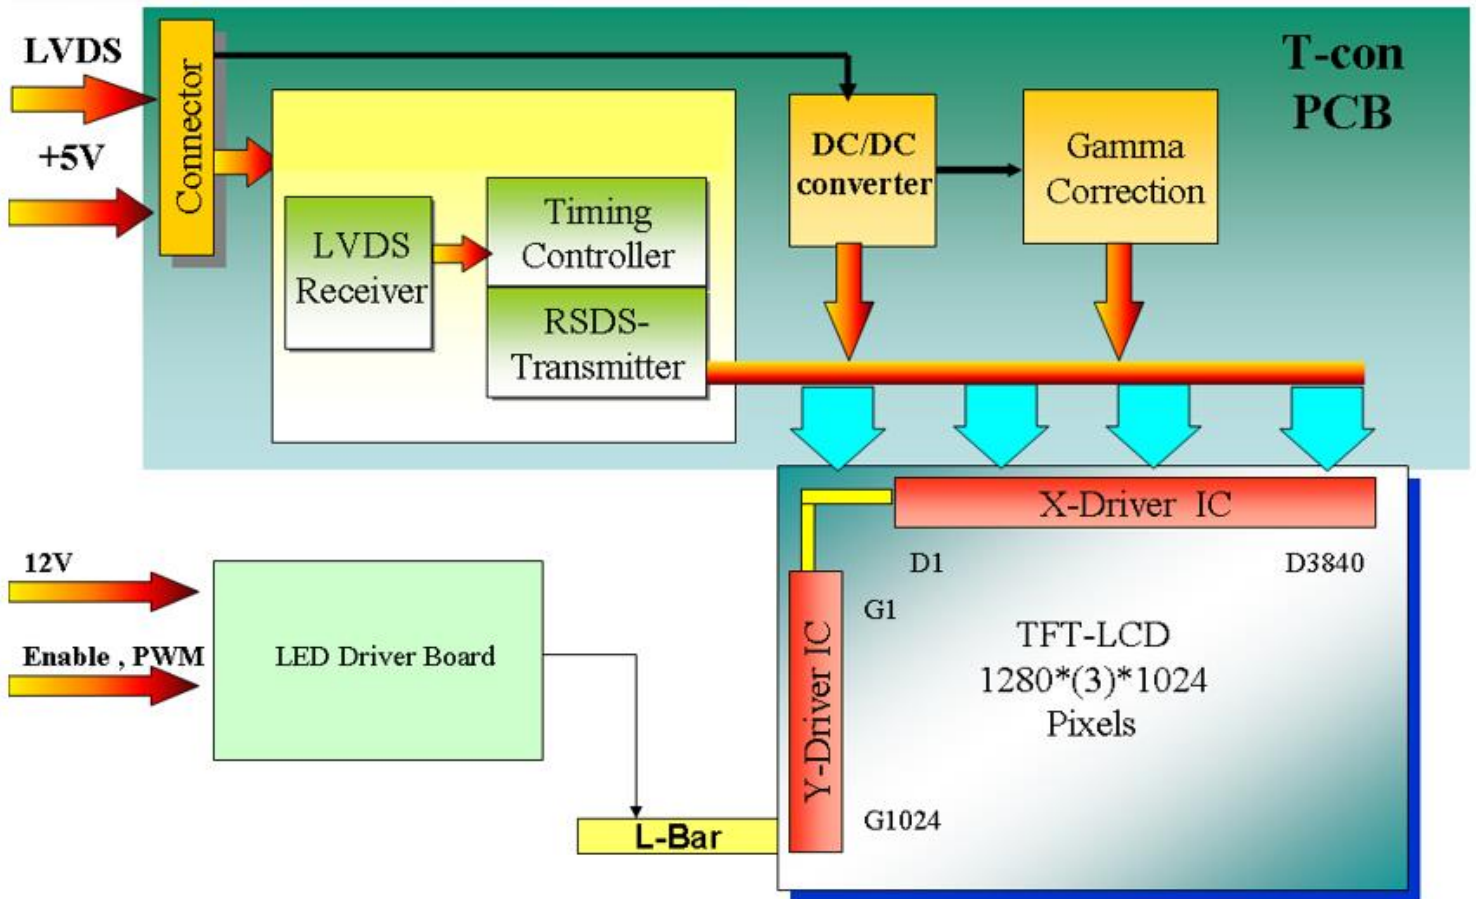 LVDS
+5V
Connector
T-con
PCB
DC/DC
converter
Gamma
Correction
LVDS
Receiver
Timing
Controller
RSDS-
Transmitter
X-Driver IC
D1
D3840
G1
Y-Driver IC
TFT-LCD
1280*(3)*1024
Pixels
G1024
12V
Enable , PWM
LED Driver Board
L-Bar